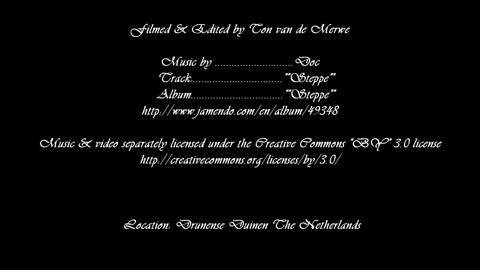 Filmed & Edited by Ton van de Merwe
Music by ............................Doc
Track.................................""Steppe""
Album.................................""Steppe""
http://www.jamendo.com/en/album/49348
Music & video separately licensed under the Creative Commons "BY" 3.0 license
http://creativecommons.org/licenses/by/3.0/
Location, Drunense Duinen The Netherlands